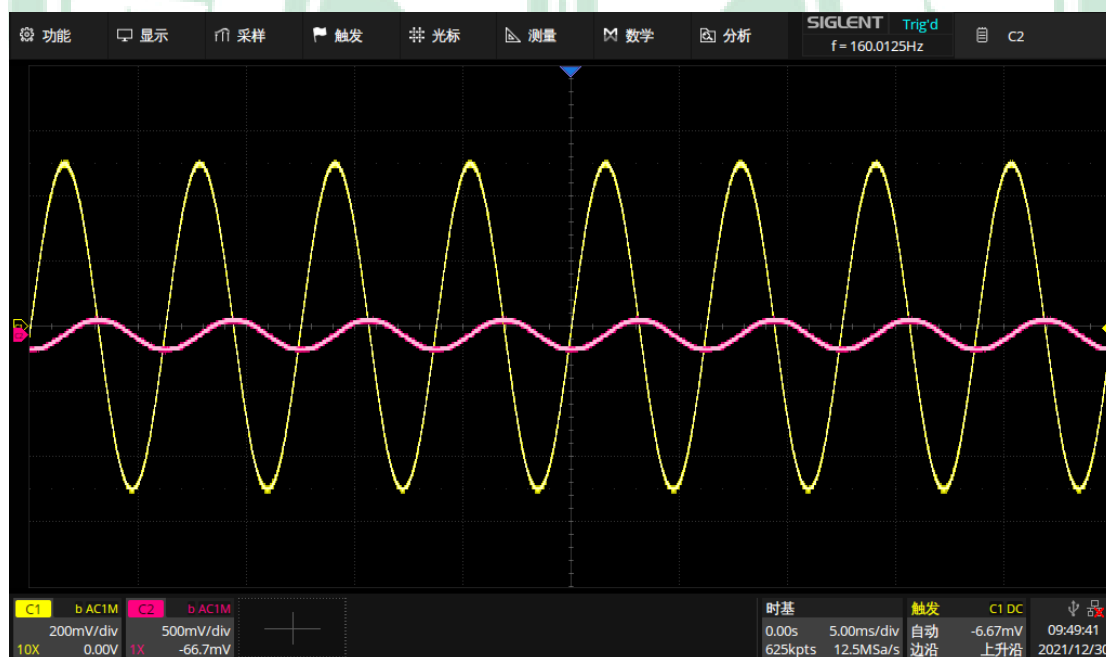 功能 显示 采样 触发 光标 测量 数学 分析 SIGLENT Trig'd C2
f = 160.0125Hz
C1 b AC1M C2 b AC1M 时基 触发 C1 DC
200mV/div 500mV/div 0.00s 5.00ms/div 自动 -6.67mV 09:49:41
10X 0.00V 1X -66.7mV 625kpts 12.5MSa/s 边沿 上升沿 2021/12/30